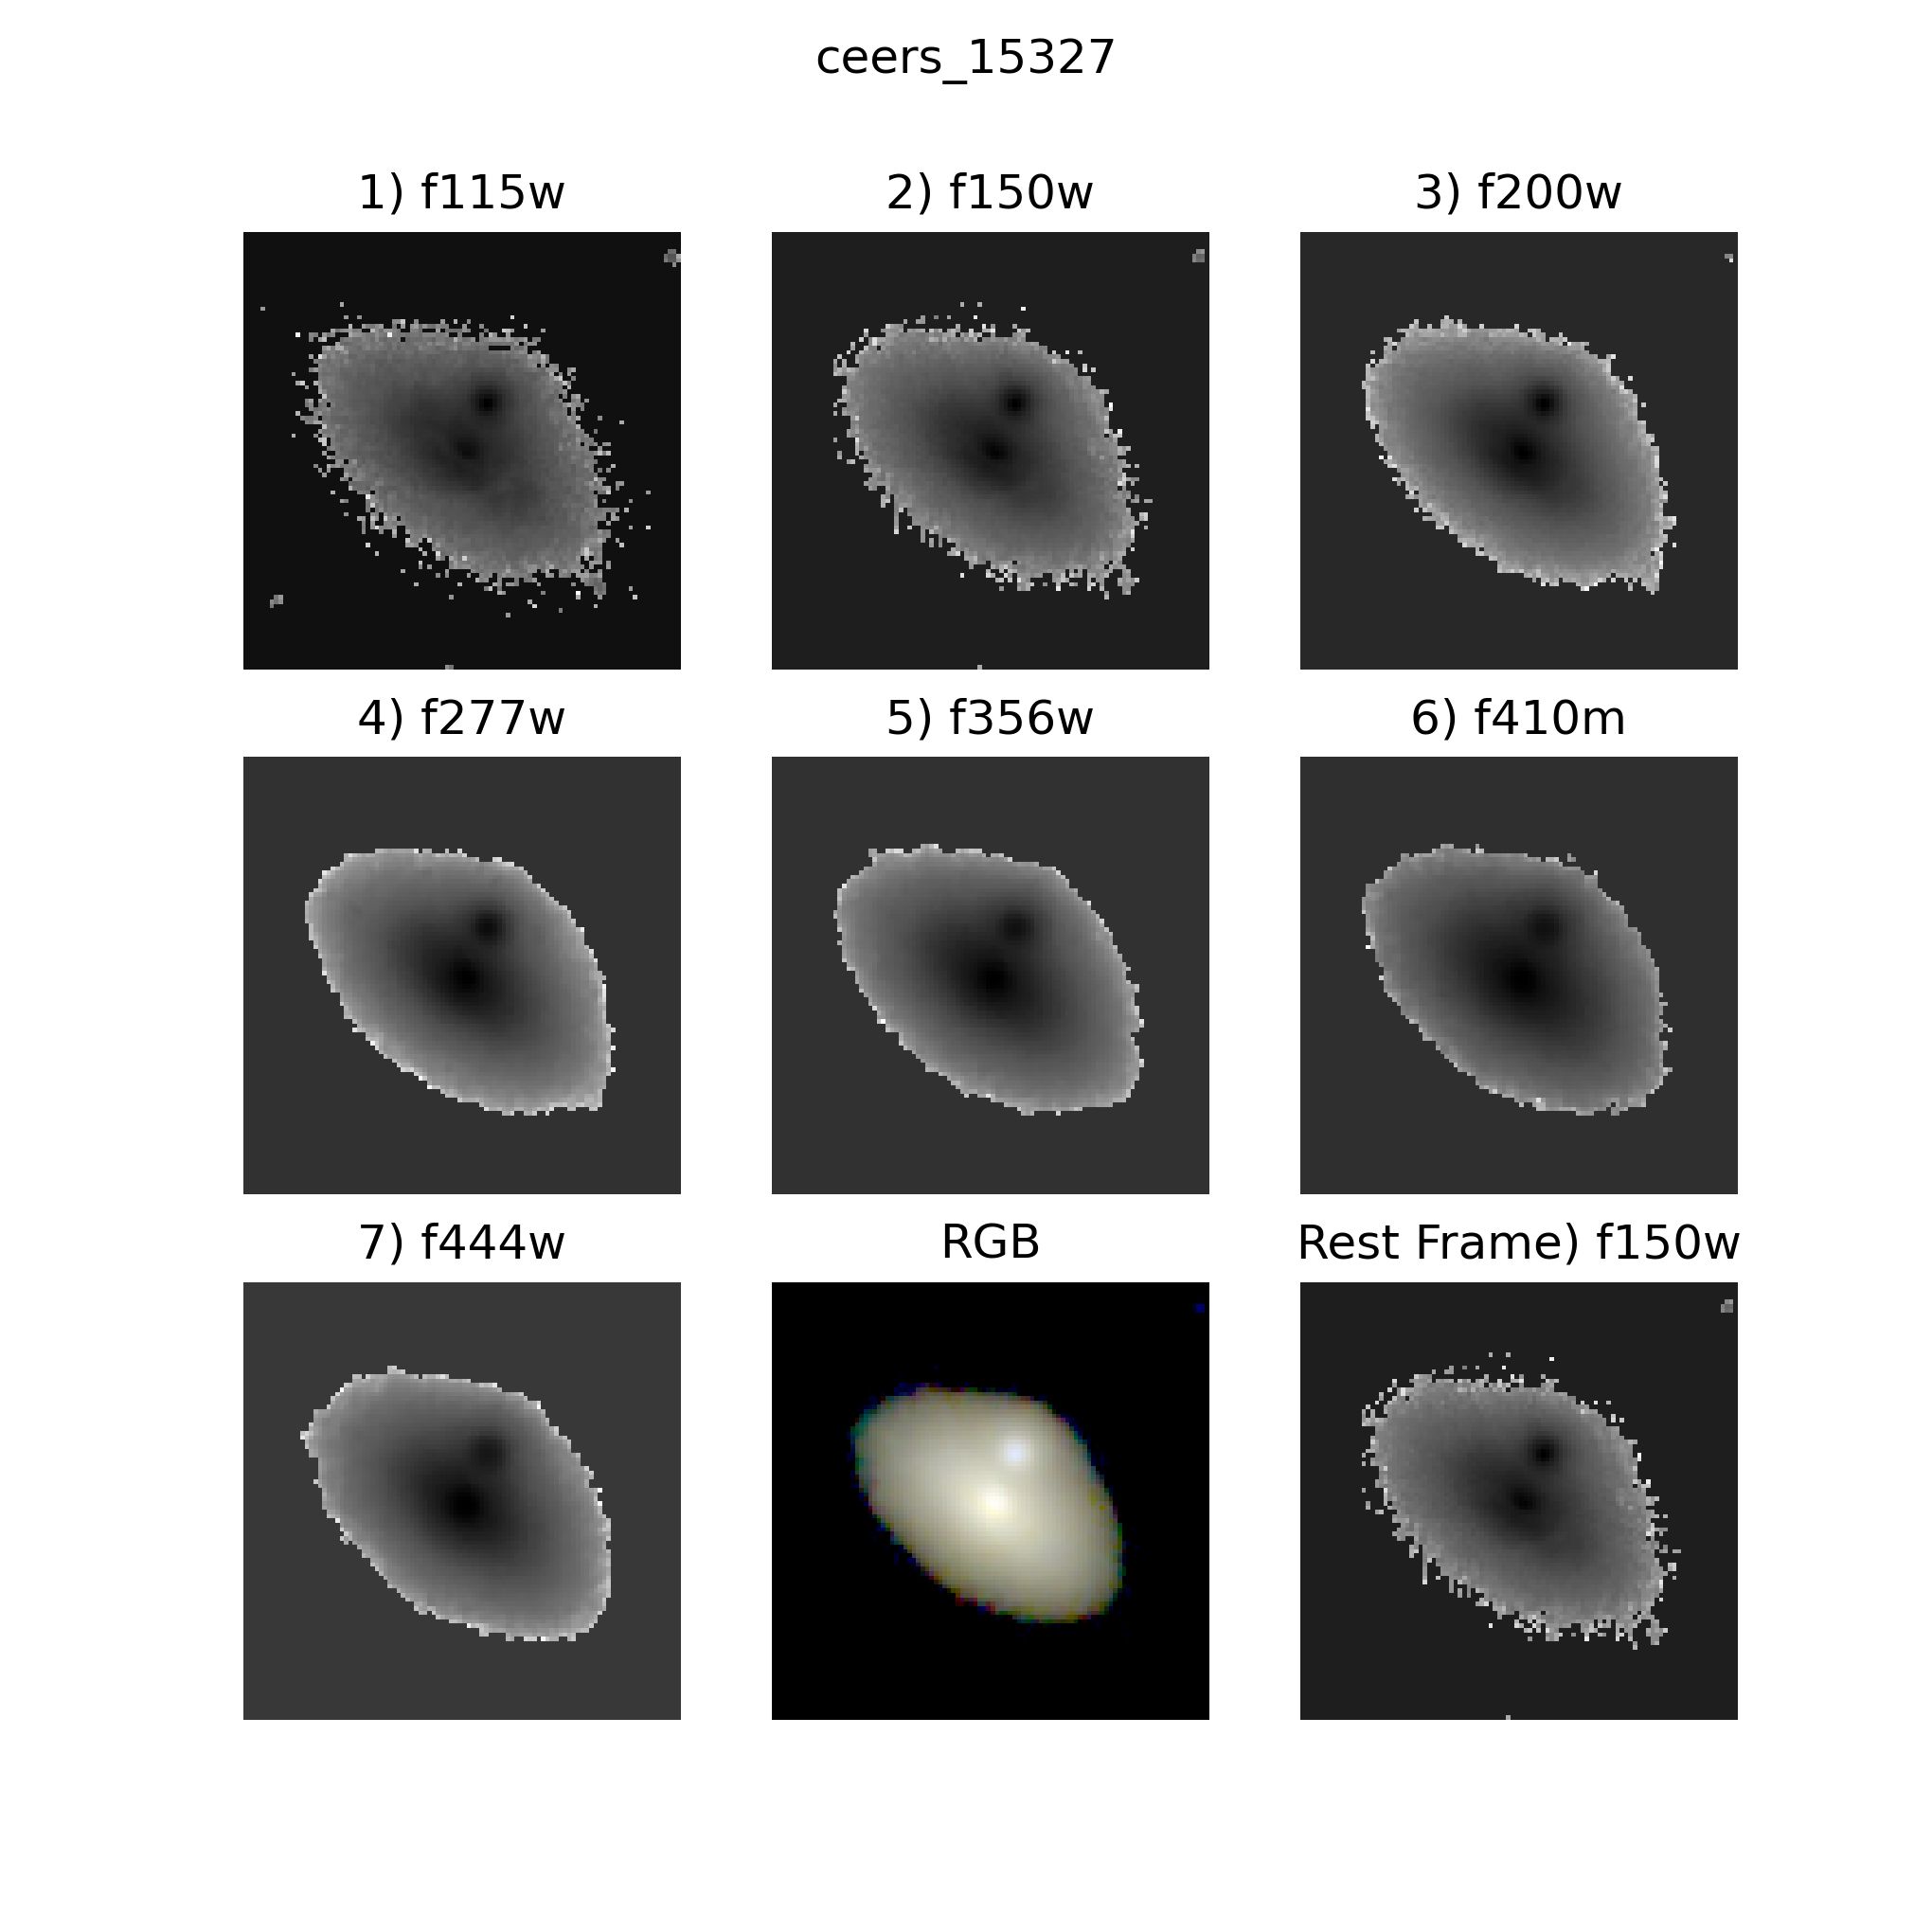 ceers_15327
1) f115w
2) f150w
3) f200w
4) f277w
5) f356w
6) f410m
7) f444w
RGB
Rest Frame) f150w